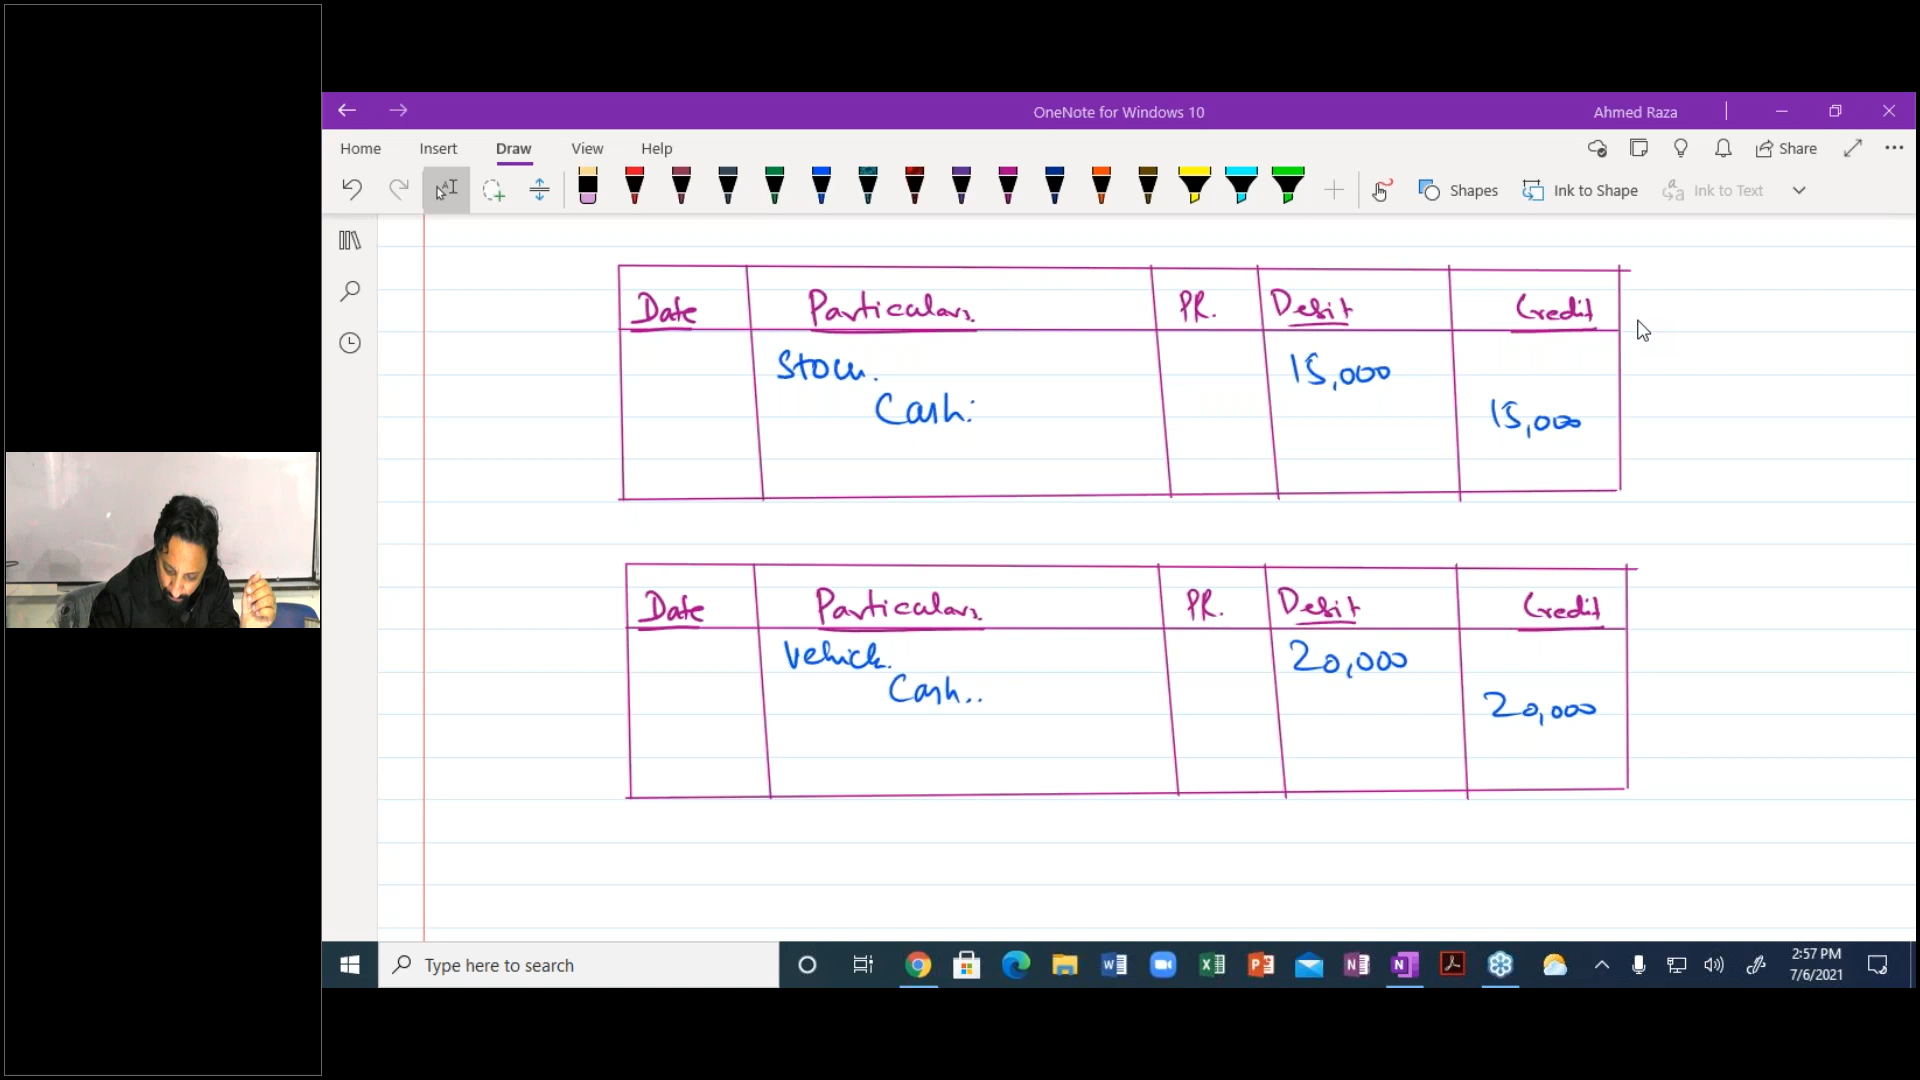 OneNote for Windows 10
Ahmed Raza
Home Insert Draw View Help
Share
Shapes Ink to Shape Ink to Text
Date Particulars. PR. Debit Credit
Stock. 15,000
Cash. 15,000
Date Particulars. PR. Debit Credit
Vehicle. 20,000
Cash.. 20,000
Type here to search
2:57 PM
7/6/2021